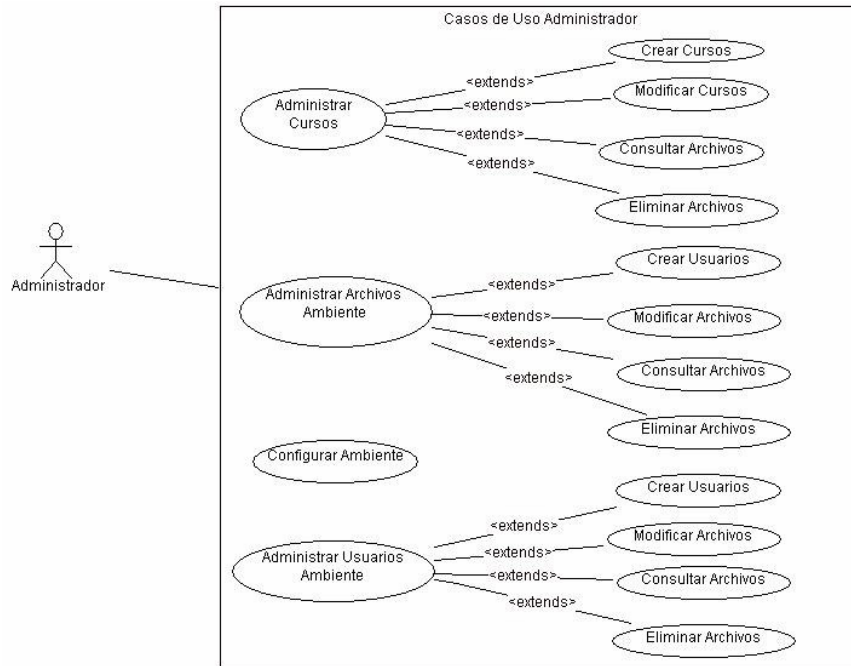 Casos de Uso Administrador
Crear Cursos
<extends>
Modificar Cursos
<extends>
Administrar
Cursos
<extends>
Consultar Archivos
<extends>
Eliminar Archivos
Administrador
Crear Usuarios
<extends>
Administrar Archivos
Ambiente
<extends>
Modificar Archivos
<extends>
Consultar Archivos
<extends>
Eliminar Archivos
Configurar Ambiente
Crear Usuarios
<extends>
Modificar Archivos
<extends>
Administrar Usuarios
Ambiente
<extends>
Consultar Archivos
<extends>
Eliminar Archivos